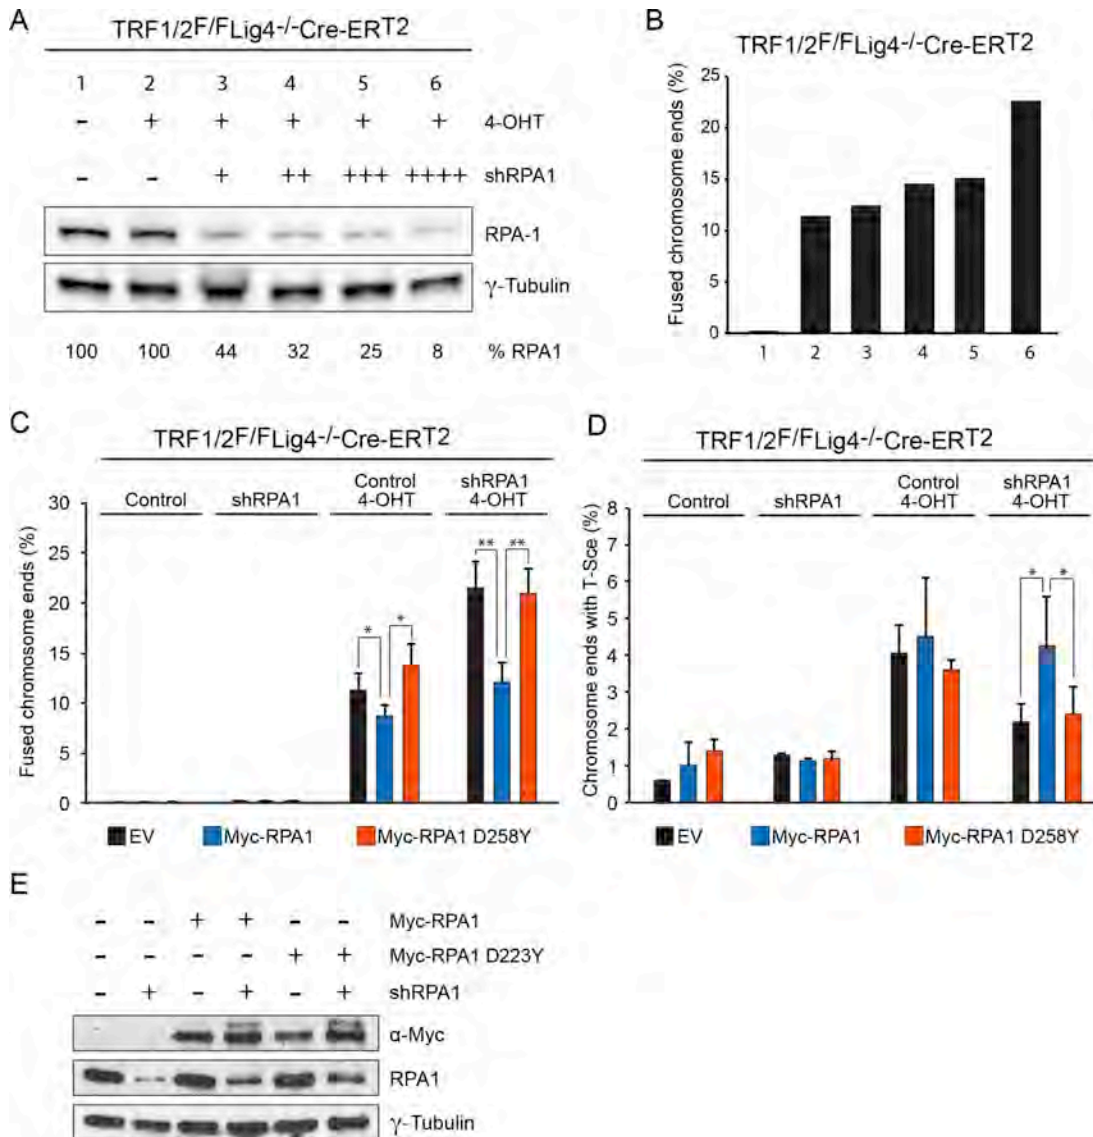 A
TRF1/2F/FLig4-/-Cre-ERT2
1 2 3 4 5 6
- + + + + + 4-OHT
- - + ++ +++ ++++ shRPA1
RPA-1
γ-Tubulin
100 100 44 32 25 8 % RPA1
B
TRF1/2F/FLig4-/-Cre-ERT2
Fused chromosome ends (%)
25
20
15
10
5
0
1 2 3 4 5 6
C
TRF1/2F/FLig4-/-Cre-ERT2
Control shRPA1 Control 4-OHT shRPA1 4-OHT
Fused chromosome ends (%)
30
25
20
15
10
5
0
* * ** **
EV Myc-RPA1 Myc-RPA1 D258Y
D
TRF1/2F/FLig4-/-Cre-ERT2
Control shRPA1 Control 4-OHT shRPA1 4-OHT
Chromosome ends with T-Sce (%)
8
7
6
5
4
3
2
1
0
* *
EV Myc-RPA1 Myc-RPA1 D258Y
E
- - + + - - Myc-RPA1
- - - - + + Myc-RPA1 D223Y
- + - + - + shRPA1
α-Myc
RPA1
γ-Tubulin